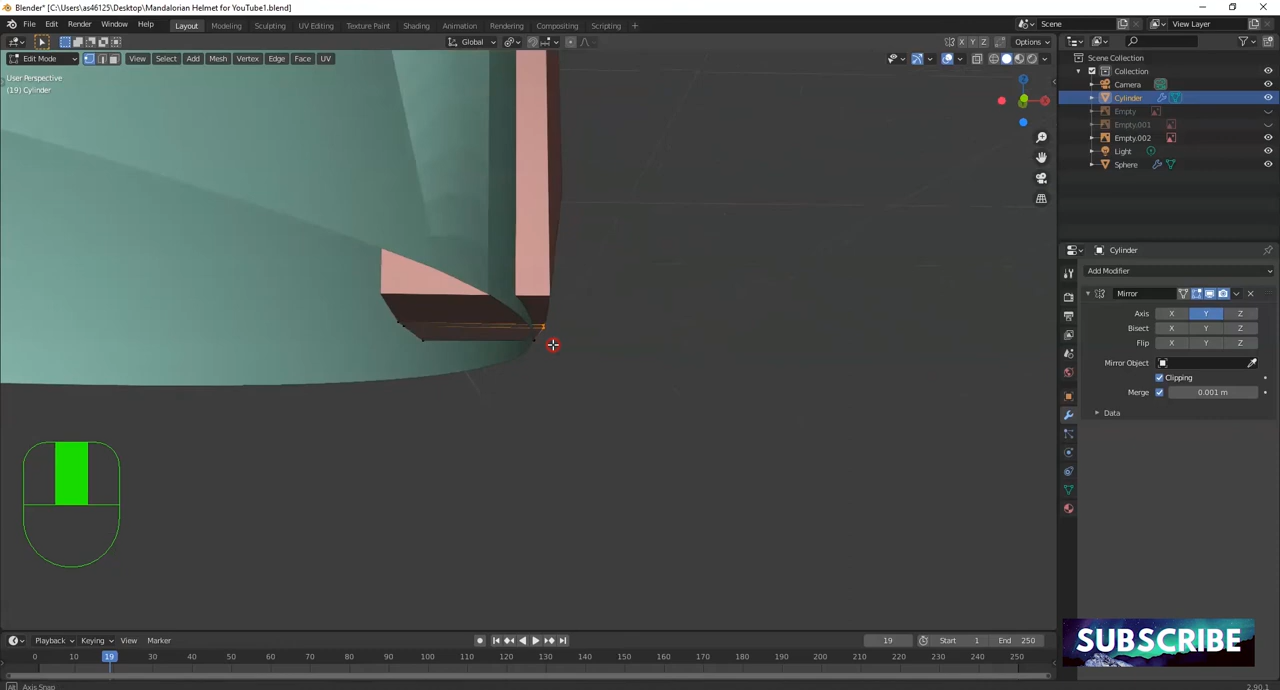 Blender* [C:\Users\as46125\Desktop\Mandalorian Helmet for YouTube1.blend]
File Edit Render Window Help Layout Modeling Sculpting UV Editing Texture Paint Shading Animation Rendering Compositing Scripting + Scene View Layer
Global X Y Z Options
Edit Mode View Select Add Mesh Vertex Edge Face UV
User Perspective
(19) Cylinder
Scene Collection
Collection
Camera
Cylinder
Empty
Empty.001
Empty.002
Light
Sphere
Cylinder
Add Modifier
Mirror
Axis X Y Z
Bisect X Y Z
Flip X Y Z
Mirror Object
Clipping
Merge 0.001 m
Data
Playback Keying View Marker 19 Start 1 End 250
0 10 19 30 40 50 60 70 80 90 100 110 120 130 140 150 160 170 180 190 200 210 220 230 240 250
SUBSCRIBE
Alt Axis Snap 2.90.1